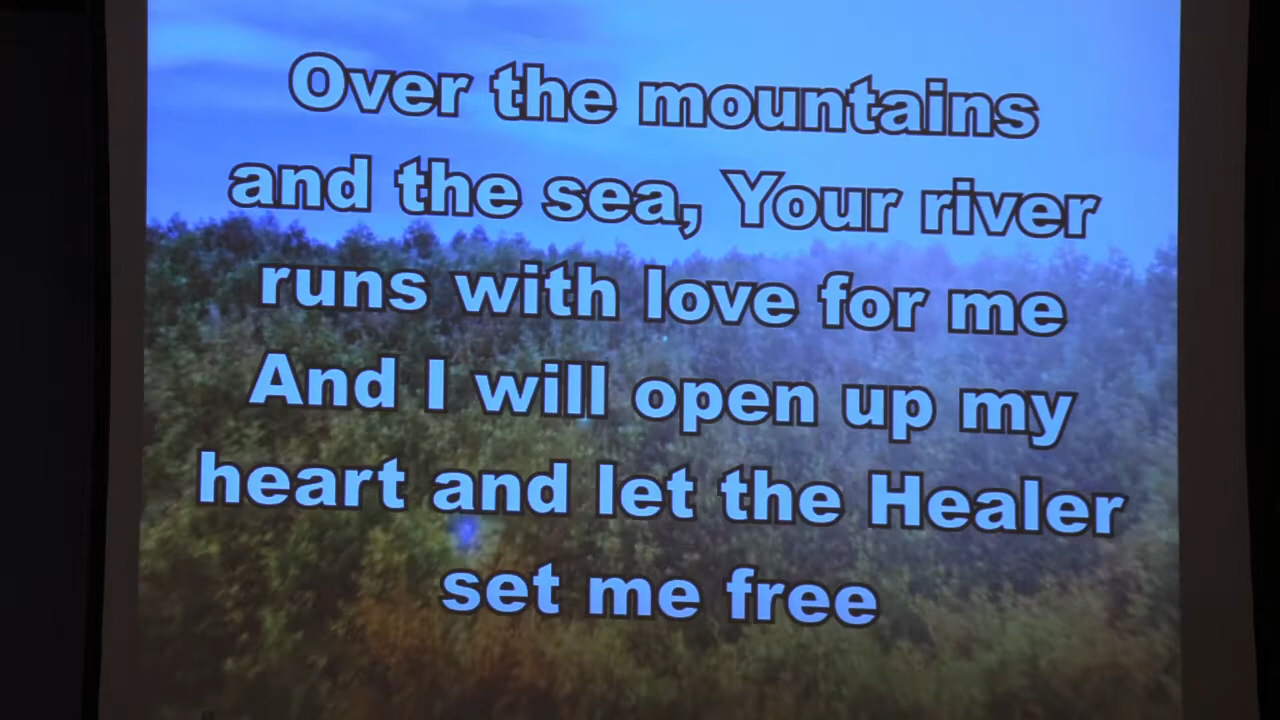 Over the mountains
and the sea, Your river
runs with love for me
And I will open up my
heart and let the Healer
set me free